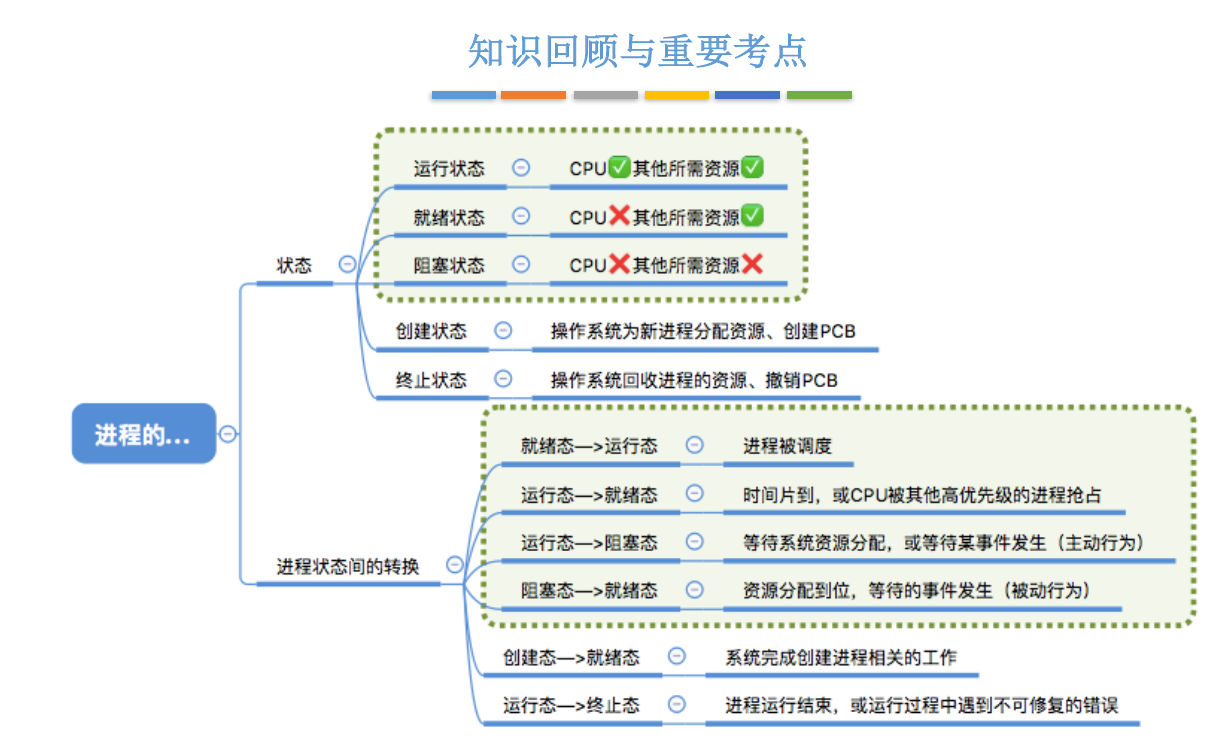 知识回顾与重要考点
运行状态 CPU✅其他所需资源✅
就绪状态 CPU❌其他所需资源✅
状态 阻塞状态 CPU❌其他所需资源❌
创建状态 操作系统为新进程分配资源、创建PCB
终止状态 操作系统回收进程的资源、撤销PCB
进程的...
就绪态—>运行态 进程被调度
运行态—>就绪态 时间片到，或CPU被其他高优先级的进程抢占
运行态—>阻塞态 等待系统资源分配，或等待某事件发生（主动行为）
进程状态间的转换
阻塞态—>就绪态 资源分配到位，等待的事件发生（被动行为）
创建态—>就绪态 系统完成创建进程相关的工作
运行态—>终止态 进程运行结束，或运行过程中遇到不可修复的错误